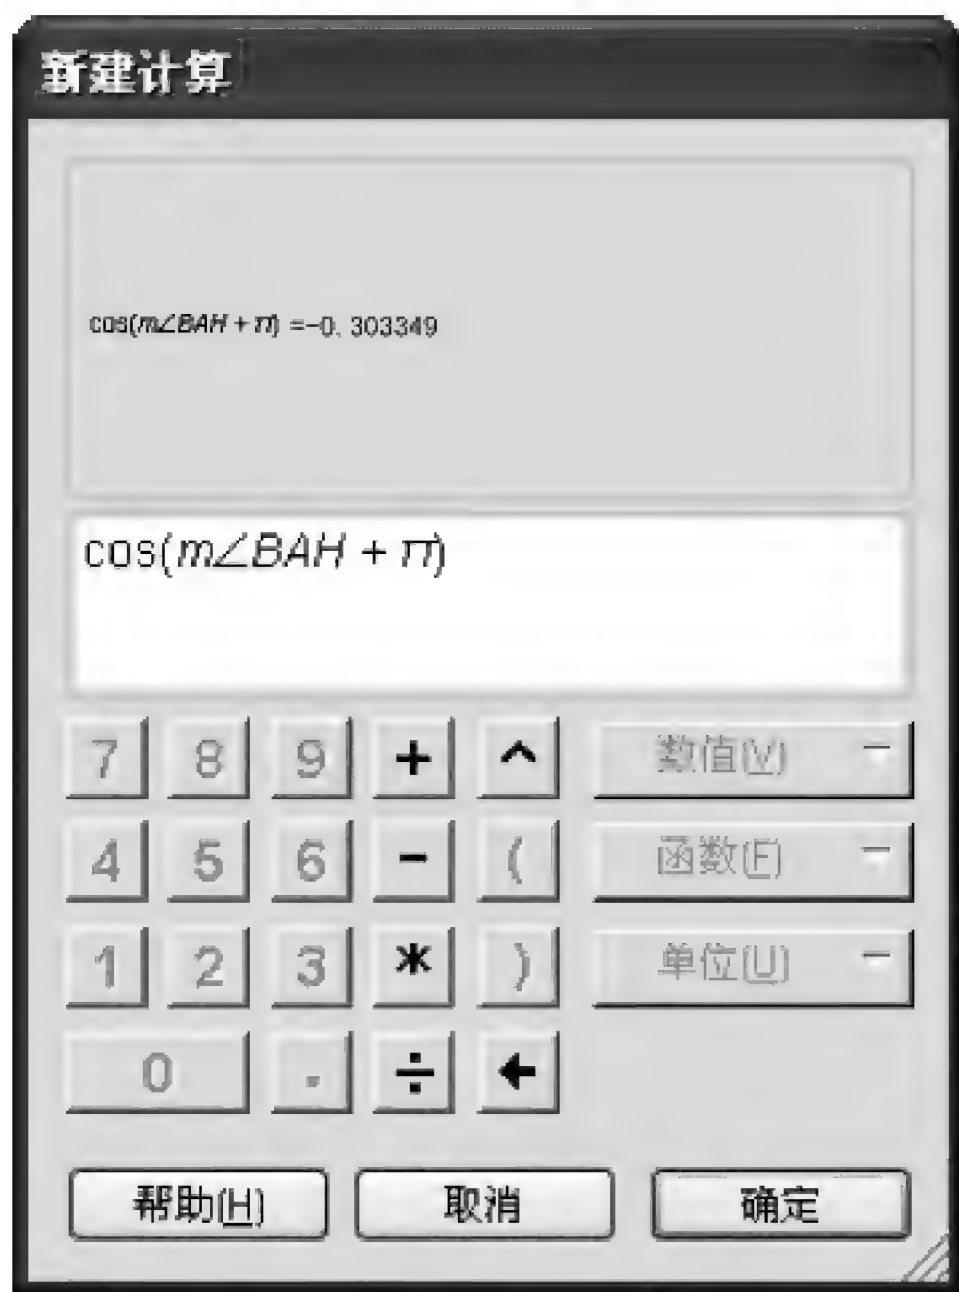 新建计算
cos(m∠BAH + π) =−0. 303349
cos(m∠BAH + π)
7 8 9 + ^ 数值(V)
4 5 6 − ( 函数(F)
1 2 3 * ) 单位(U)
0 . ÷ ←
帮助(H) 取消 确定